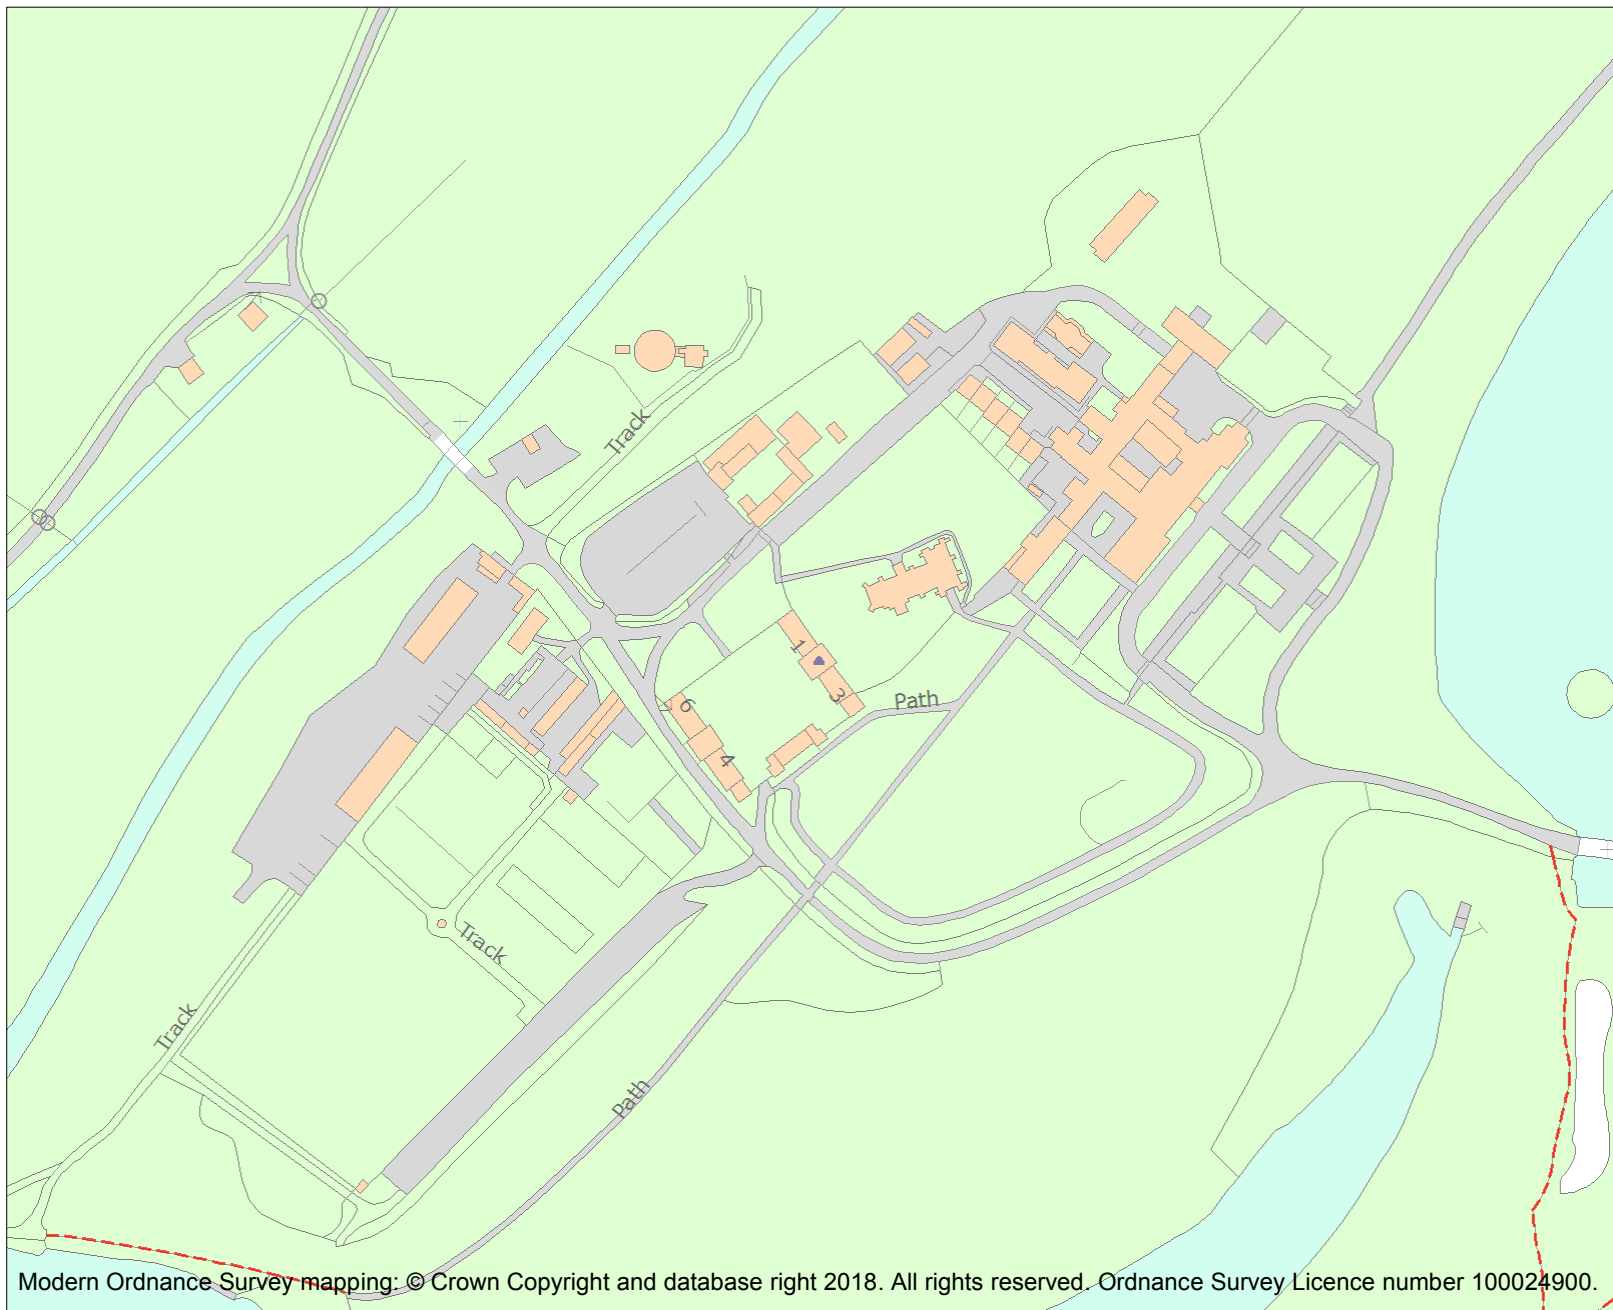 Track
1
3
6
4
Path
Track
Track
Path
Modern Ordnance Survey mapping: © Crown Copyright and database right 2018. All rights reserved. Ordnance Survey Licence number 100024900.